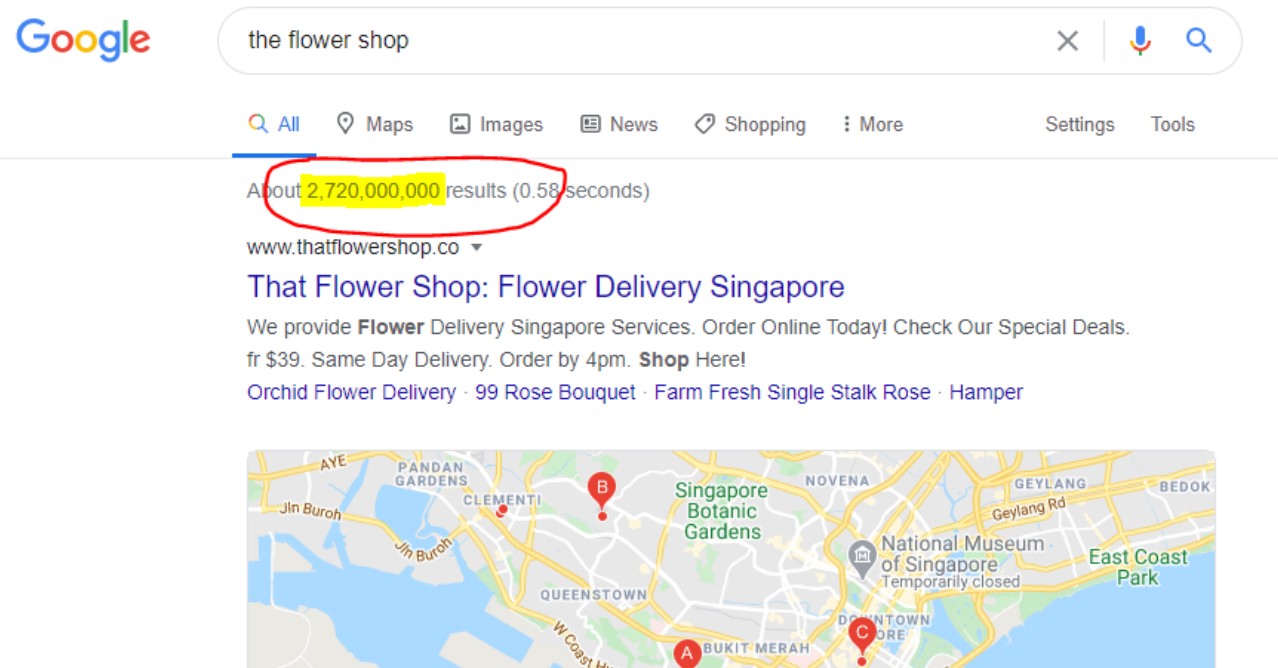 Google
the flower shop
All Maps Images News Shopping More Settings Tools
About 2,720,000,000 results (0.58 seconds)
www.thatflowershop.co
That Flower Shop: Flower Delivery Singapore
We provide Flower Delivery Singapore Services. Order Online Today! Check Our Special Deals.
fr $39. Same Day Delivery. Order by 4pm. Shop Here!
Orchid Flower Delivery · 99 Rose Bouquet · Farm Fresh Single Stalk Rose · Hamper
AYE
PANDAN
GARDENS
CLEMENTI
B
Singapore
Botanic
Gardens
NOVENA
GEYLANG
BEDOK
Jln Buroh
Geylang Rd
Jln Buroh
National Museum
of Singapore
Temporarily closed
East Coast
Park
QUEENSTOWN
W Coast
C
A
BUKIT MERAH